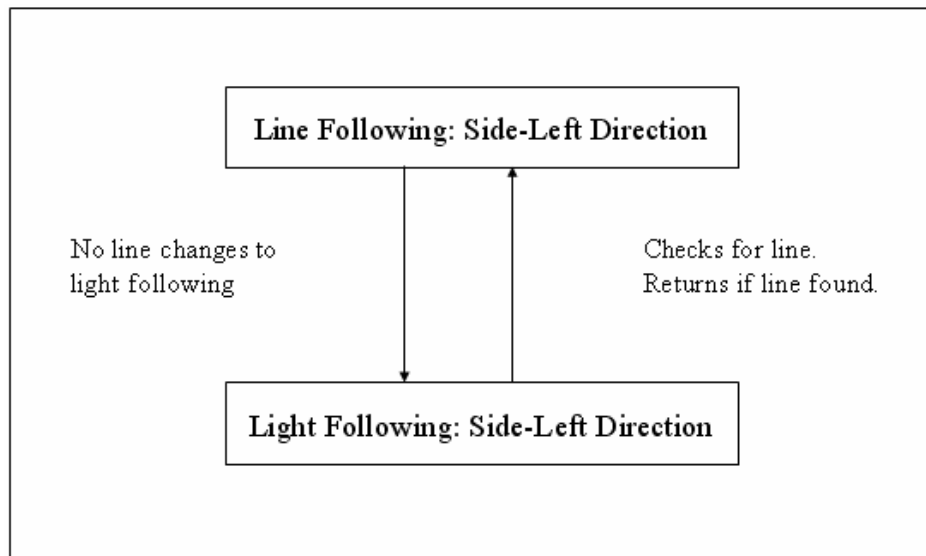 Line Following: Side-Left Direction
No line changes to
light following
Checks for line.
Returns if line found.
Light Following: Side-Left Direction